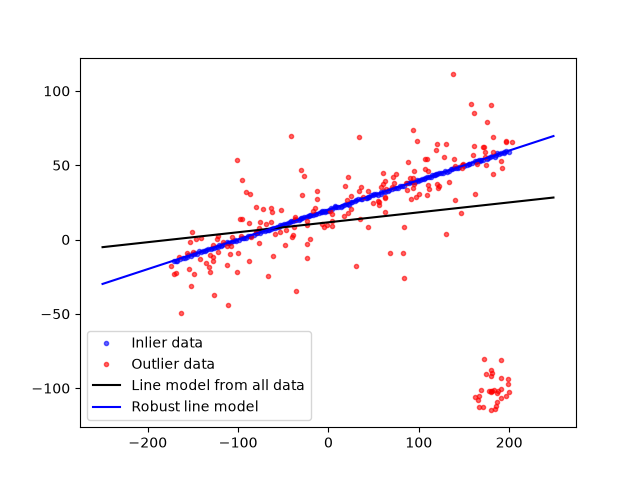 100
50
0
−50
−100
Inlier data
Outlier data
Line model from all data
Robust line model
−200
−100
0
100
200